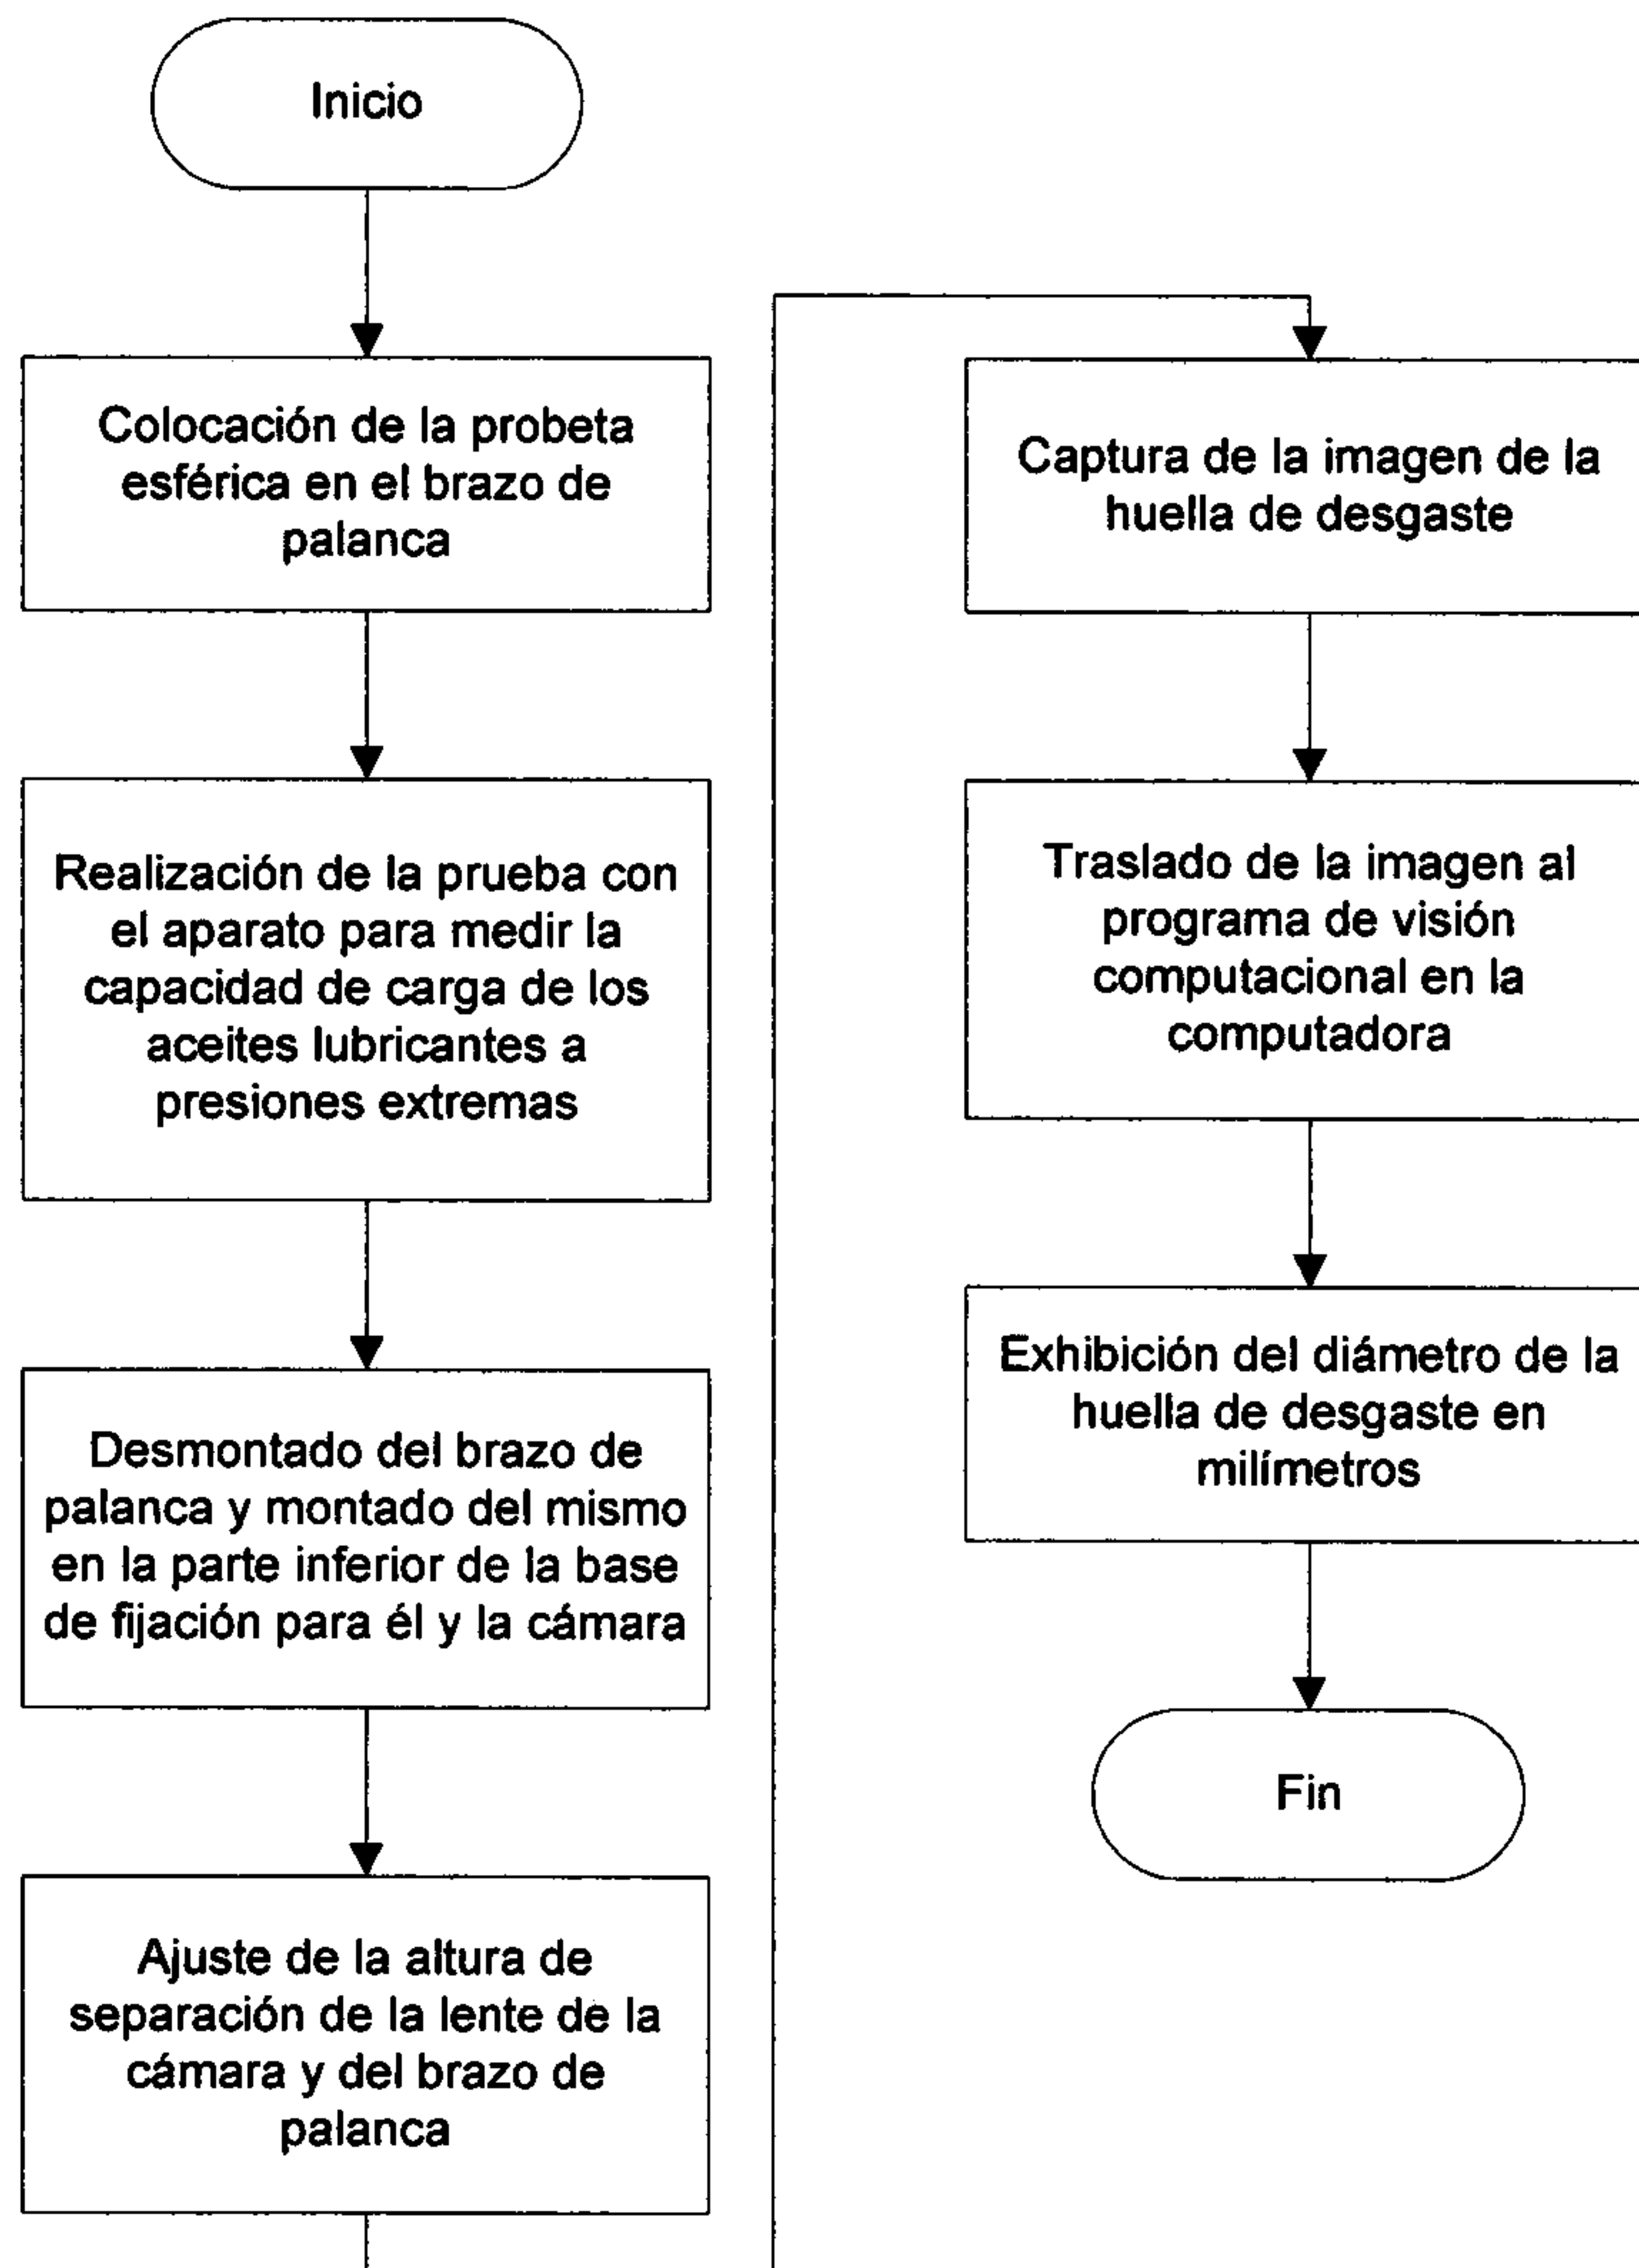 Inicio
Colocación de la probeta
esférica en el brazo de
palanca
Realización de la prueba con
el aparato para medir la
capacidad de carga de los
aceites lubricantes a
presiones extremas
Desmontado del brazo de
palanca y montado del mismo
en la parte inferior de la base
de fijación para él y la cámara
Ajuste de la altura de
separación de la lente de la
cámara y del brazo de
palanca
Captura de la imagen de la
huella de desgaste
Traslado de la imagen al
programa de visión
computacional en la
computadora
Exhibición del diámetro de la
huella de desgaste en
milímetros
Fin